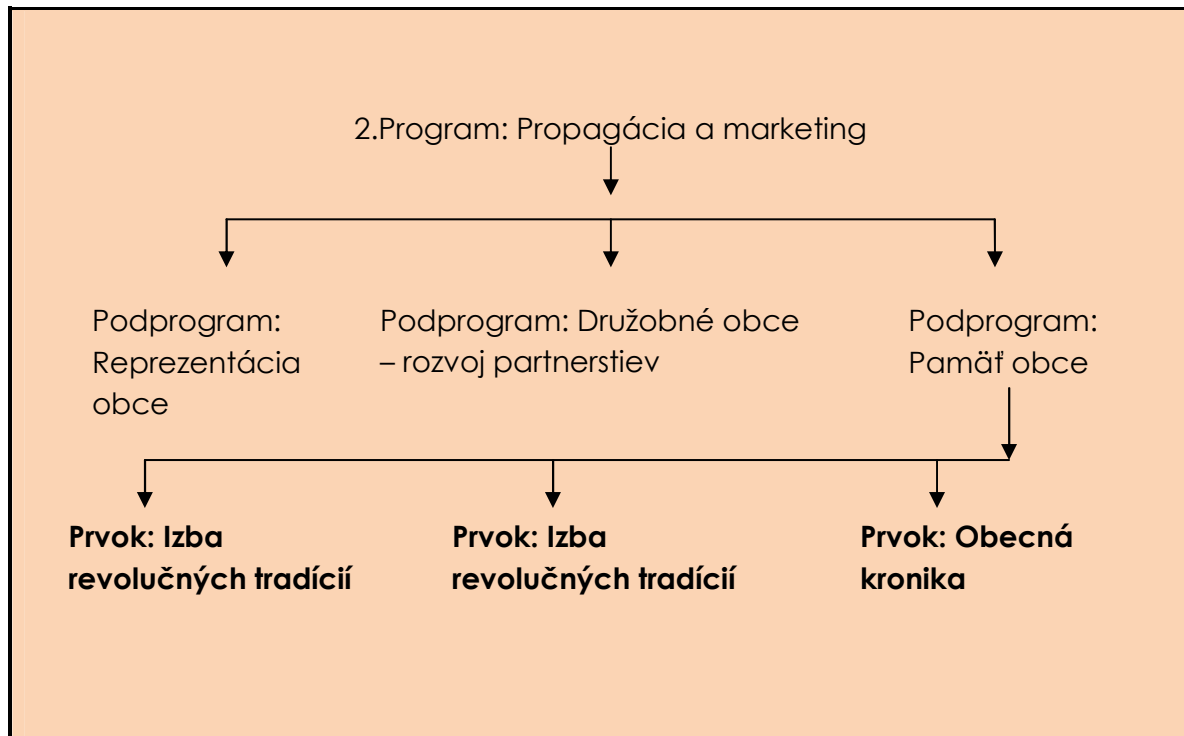 2.Program: Propagácia a marketing
Podprogram:
Reprezentácia
obce
Podprogram: Družobné obce
– rozvoj partnerstiev
Podprogram:
Pamäť obce
Prvok: Izba
revolučných tradícií
Prvok: Izba
revolučných tradícií
Prvok: Obecná
kronika